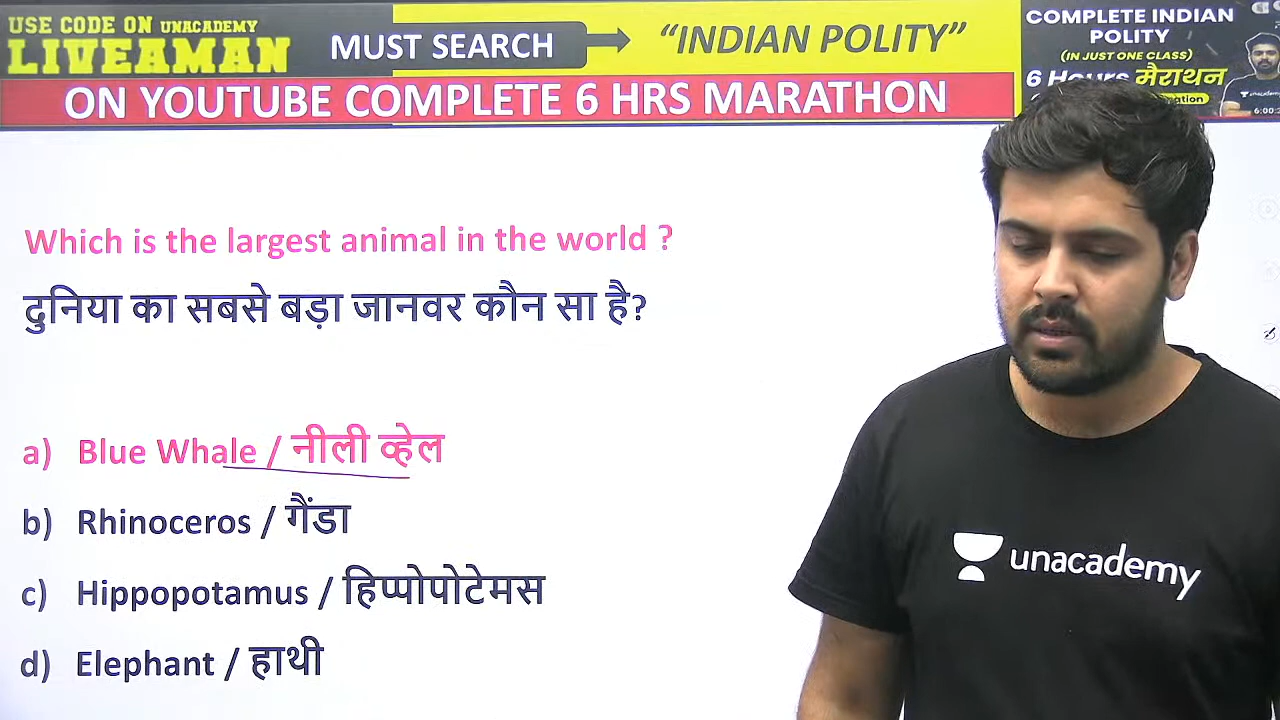 USE CODE ON UNACADEMY
LIVEAMAN
MUST SEARCH
"INDIAN POLITY"
ON YOUTUBE COMPLETE 6 HRS MARATHON
COMPLETE INDIAN
POLITY
(IN JUST ONE CLASS)
6 Hours मैराथन
Which is the largest animal in the world ?
दुनिया का सबसे बड़ा जानवर कौन सा है?
a) Blue Whale / नीली व्हेल
b) Rhinoceros / गैंडा
c) Hippopotamus / हिप्पोपोटेमस
d) Elephant / हाथी
unacademy